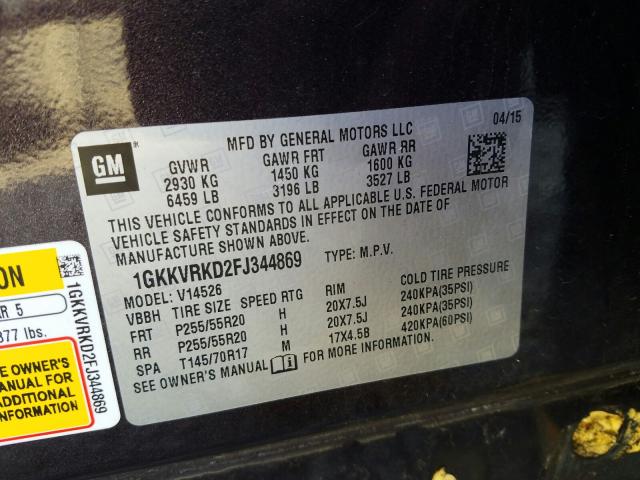 GM
MFD BY GENERAL MOTORS LLC
04/15
GVWR GAWR FRT GAWR RR
2930 KG 1450 KG 1600 KG
6459 LB 3196 LB 3527 LB
THIS VEHICLE CONFORMS TO ALL APPLICABLE U.S. FEDERAL MOTOR
VEHICLE SAFETY STANDARDS IN EFFECT ON THE DATE OF
MANUFACTURE SHOWN ABOVE.
1GKKVRKD2FJ344869 TYPE: M.P.V.
MODEL: V14526
VBBH TIRE SIZE SPEED RTG RIM COLD TIRE PRESSURE
FRT P255/55R20 H 20X7.5J 240KPA(35PSI)
RR P255/55R20 H 20X7.5J 240KPA(35PSI)
SPA T145/70R17 M 17X4.5B 420KPA(60PSI)
SEE OWNER'S MANUAL FOR MORE INFORMATION.
ON
R 5
377 lbs.
EE OWNER'S
ANUAL FOR
ADDITIONAL
INFORMATION
1GKKVRKD2FJ344869